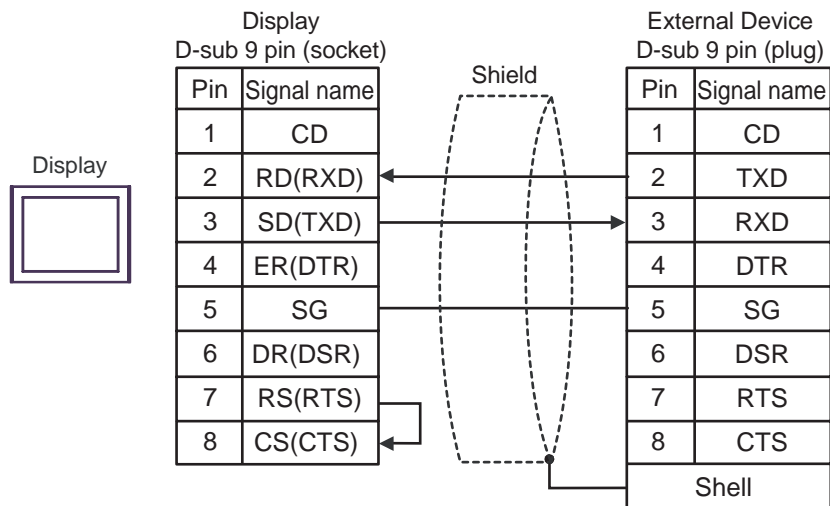 Display
D-sub 9 pin (socket)
External Device
D-sub 9 pin (plug)
Shield
Display
Pin Signal name
1 CD
2 RD(RXD)
3 SD(TXD)
4 ER(DTR)
5 SG
6 DR(DSR)
7 RS(RTS)
8 CS(CTS)
Pin Signal name
1 CD
2 TXD
3 RXD
4 DTR
5 SG
6 DSR
7 RTS
8 CTS
Shell